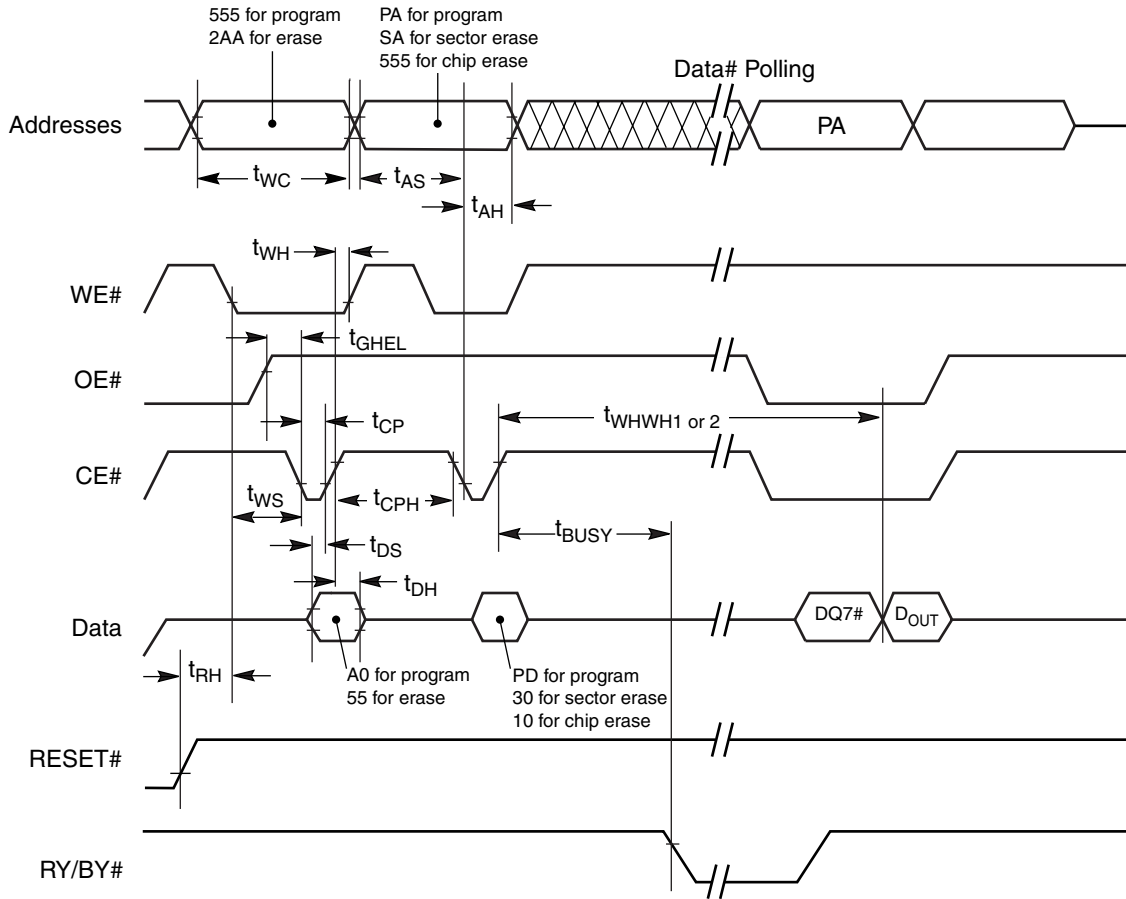 555 for program
2AA for erase
PA for program
SA for sector erase
555 for chip erase
Data# Polling
Addresses
PA
tWC
tAS
tAH
tWH
WE#
tGHEL
OE#
tCP
tWHWH1 or 2
CE#
tWS
tCPH
tBUSY
tDS
tDH
Data
DQ7#
DOUT
tRH
A0 for program
55 for erase
PD for program
30 for sector erase
10 for chip erase
RESET#
RY/BY#